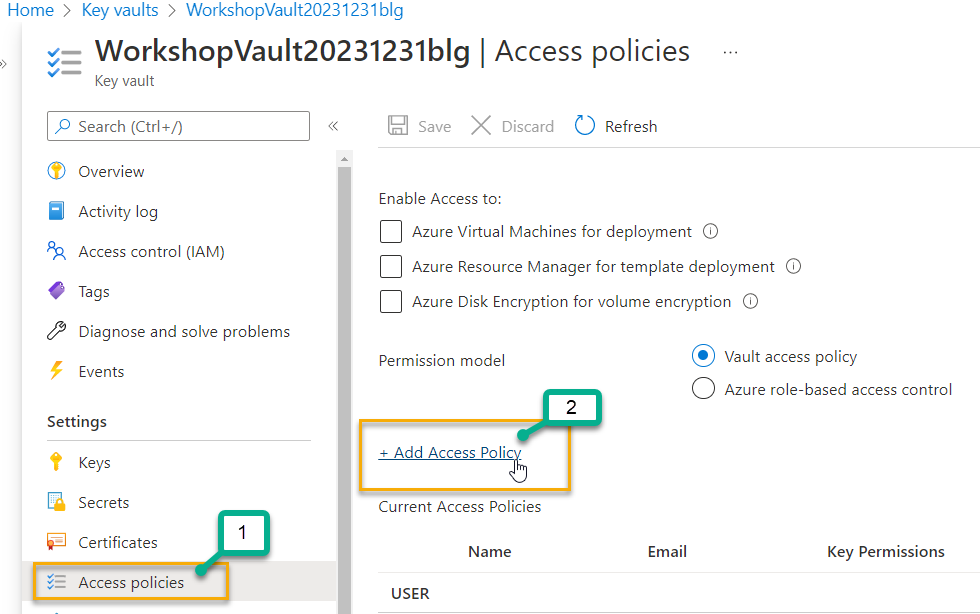 Home > Key vaults > WorkshopVault20231231blg
WorkshopVault20231231blg | Access policies ...
Key vault
Search (Ctrl+/)
«
Save Discard Refresh
Overview
Activity log
Access control (IAM)
Tags
Diagnose and solve problems
Events
Settings
Keys
Secrets
Certificates
1
Access policies
Enable Access to:
Azure Virtual Machines for deployment
Azure Resource Manager for template deployment
Azure Disk Encryption for volume encryption
Permission model
Vault access policy
Azure role-based access control
2
+ Add Access Policy
Current Access Policies
Name Email Key Permissions
USER